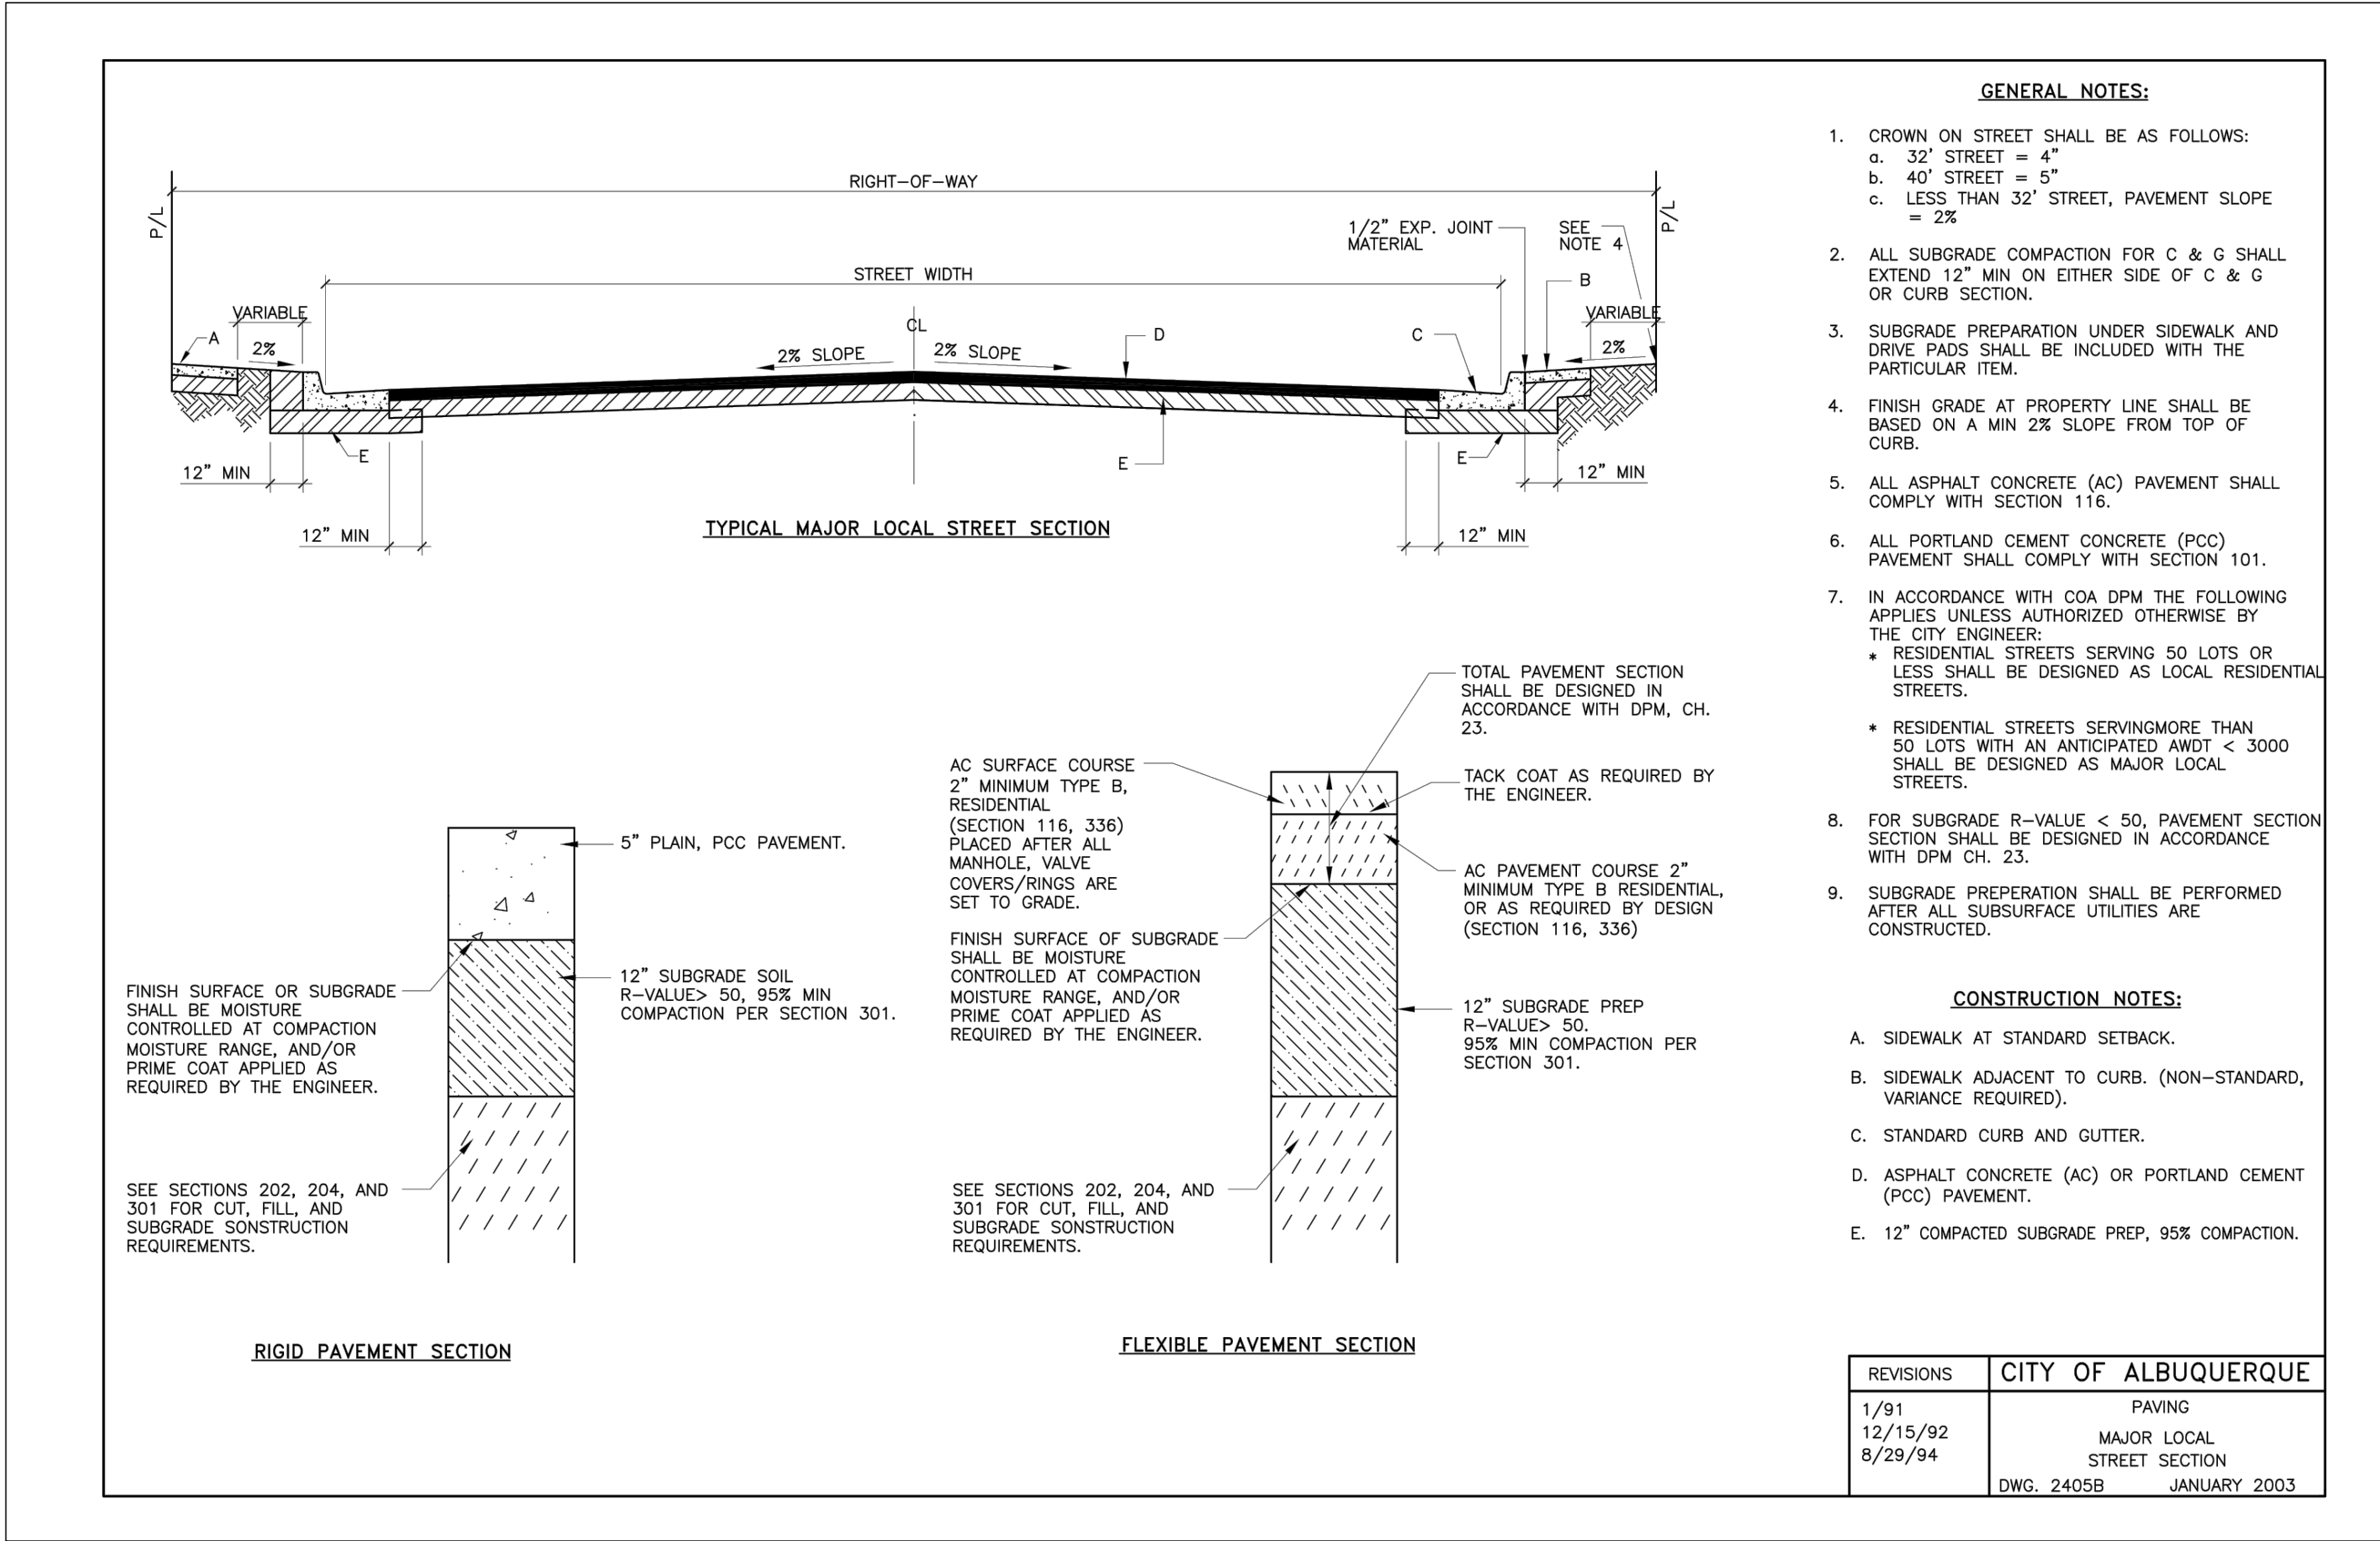 RIGHT-OF-WAY
P/L
P/L
1/2" EXP. JOINT
MATERIAL
SEE
NOTE 4
STREET WIDTH
B
VARIABLE
VARIABLE
A
2%
CL
2% SLOPE
2% SLOPE
D
C
2%
E
E
E
12" MIN
12" MIN
12" MIN
12" MIN
TYPICAL MAJOR LOCAL STREET SECTION
5" PLAIN, PCC PAVEMENT.
12" SUBGRADE SOIL
R-VALUE> 50, 95% MIN
COMPACTION PER SECTION 301.
FINISH SURFACE OR SUBGRADE
SHALL BE MOISTURE
CONTROLLED AT COMPACTION
MOISTURE RANGE, AND/OR
PRIME COAT APPLIED AS
REQUIRED BY THE ENGINEER.
SEE SECTIONS 202, 204, AND
301 FOR CUT, FILL, AND
SUBGRADE SONSTRUCTION
REQUIREMENTS.
RIGID PAVEMENT SECTION
TOTAL PAVEMENT SECTION
SHALL BE DESIGNED IN
ACCORDANCE WITH DPM, CH.
23.
AC SURFACE COURSE
2" MINIMUM TYPE B,
RESIDENTIAL
(SECTION 116, 336)
PLACED AFTER ALL
MANHOLE, VALVE
COVERS/RINGS ARE
SET TO GRADE.
TACK COAT AS REQUIRED BY
THE ENGINEER.
AC PAVEMENT COURSE 2"
MINIMUM TYPE B RESIDENTIAL,
OR AS REQUIRED BY DESIGN
(SECTION 116, 336)
FINISH SURFACE OF SUBGRADE
SHALL BE MOISTURE
CONTROLLED AT COMPACTION
MOISTURE RANGE, AND/OR
PRIME COAT APPLIED AS
REQUIRED BY THE ENGINEER.
12" SUBGRADE PREP
R-VALUE> 50.
95% MIN COMPACTION PER
SECTION 301.
SEE SECTIONS 202, 204, AND
301 FOR CUT, FILL, AND
SUBGRADE SONSTRUCTION
REQUIREMENTS.
FLEXIBLE PAVEMENT SECTION
GENERAL NOTES:
1. CROWN ON STREET SHALL BE AS FOLLOWS:
a. 32' STREET = 4"
b. 40' STREET = 5"
c. LESS THAN 32' STREET, PAVEMENT SLOPE
= 2%
2. ALL SUBGRADE COMPACTION FOR C & G SHALL
EXTEND 12" MIN ON EITHER SIDE OF C & G
OR CURB SECTION.
3. SUBGRADE PREPARATION UNDER SIDEWALK AND
DRIVE PADS SHALL BE INCLUDED WITH THE
PARTICULAR ITEM.
4. FINISH GRADE AT PROPERTY LINE SHALL BE
BASED ON A MIN 2% SLOPE FROM TOP OF
CURB.
5. ALL ASPHALT CONCRETE (AC) PAVEMENT SHALL
COMPLY WITH SECTION 116.
6. ALL PORTLAND CEMENT CONCRETE (PCC)
PAVEMENT SHALL COMPLY WITH SECTION 101.
7. IN ACCORDANCE WITH COA DPM THE FOLLOWING
APPLIES UNLESS AUTHORIZED OTHERWISE BY
THE CITY ENGINEER:
* RESIDENTIAL STREETS SERVING 50 LOTS OR
LESS SHALL BE DESIGNED AS LOCAL RESIDENTIAL
STREETS.
* RESIDENTIAL STREETS SERVINGMORE THAN
50 LOTS WITH AN ANTICIPATED AWDT < 3000
SHALL BE DESIGNED AS MAJOR LOCAL
STREETS.
8. FOR SUBGRADE R-VALUE < 50, PAVEMENT SECTION
SECTION SHALL BE DESIGNED IN ACCORDANCE
WITH DPM CH. 23.
9. SUBGRADE PREPERATION SHALL BE PERFORMED
AFTER ALL SUBSURFACE UTILITIES ARE
CONSTRUCTED.
CONSTRUCTION NOTES:
A. SIDEWALK AT STANDARD SETBACK.
B. SIDEWALK ADJACENT TO CURB. (NON-STANDARD,
VARIANCE REQUIRED).
C. STANDARD CURB AND GUTTER.
D. ASPHALT CONCRETE (AC) OR PORTLAND CEMENT
(PCC) PAVEMENT.
E. 12" COMPACTED SUBGRADE PREP, 95% COMPACTION.
REVISIONS
1/91
12/15/92
8/29/94
CITY OF ALBUQUERQUE
PAVING
MAJOR LOCAL
STREET SECTION
DWG. 2405B JANUARY 2003